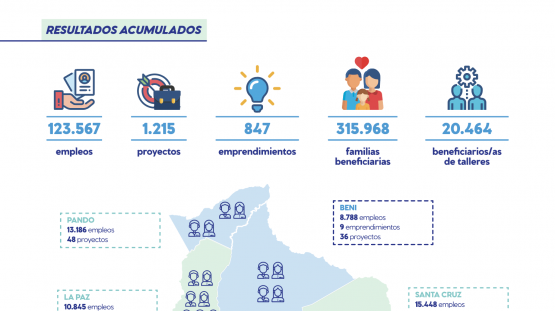 RESULTADOS ACUMULADOS
123.567
empleos
1.215
proyectos
847
emprendimientos
315.968
familias
beneficiarias
20.464
beneficiarios/as
de talleres
PANDO
13.186 empleos
48 proyectos
BENI
8.788 empleos
9 emprendimientos
36 proyectos
LA PAZ
10.845 empleos
SANTA CRUZ
15.448 empleos